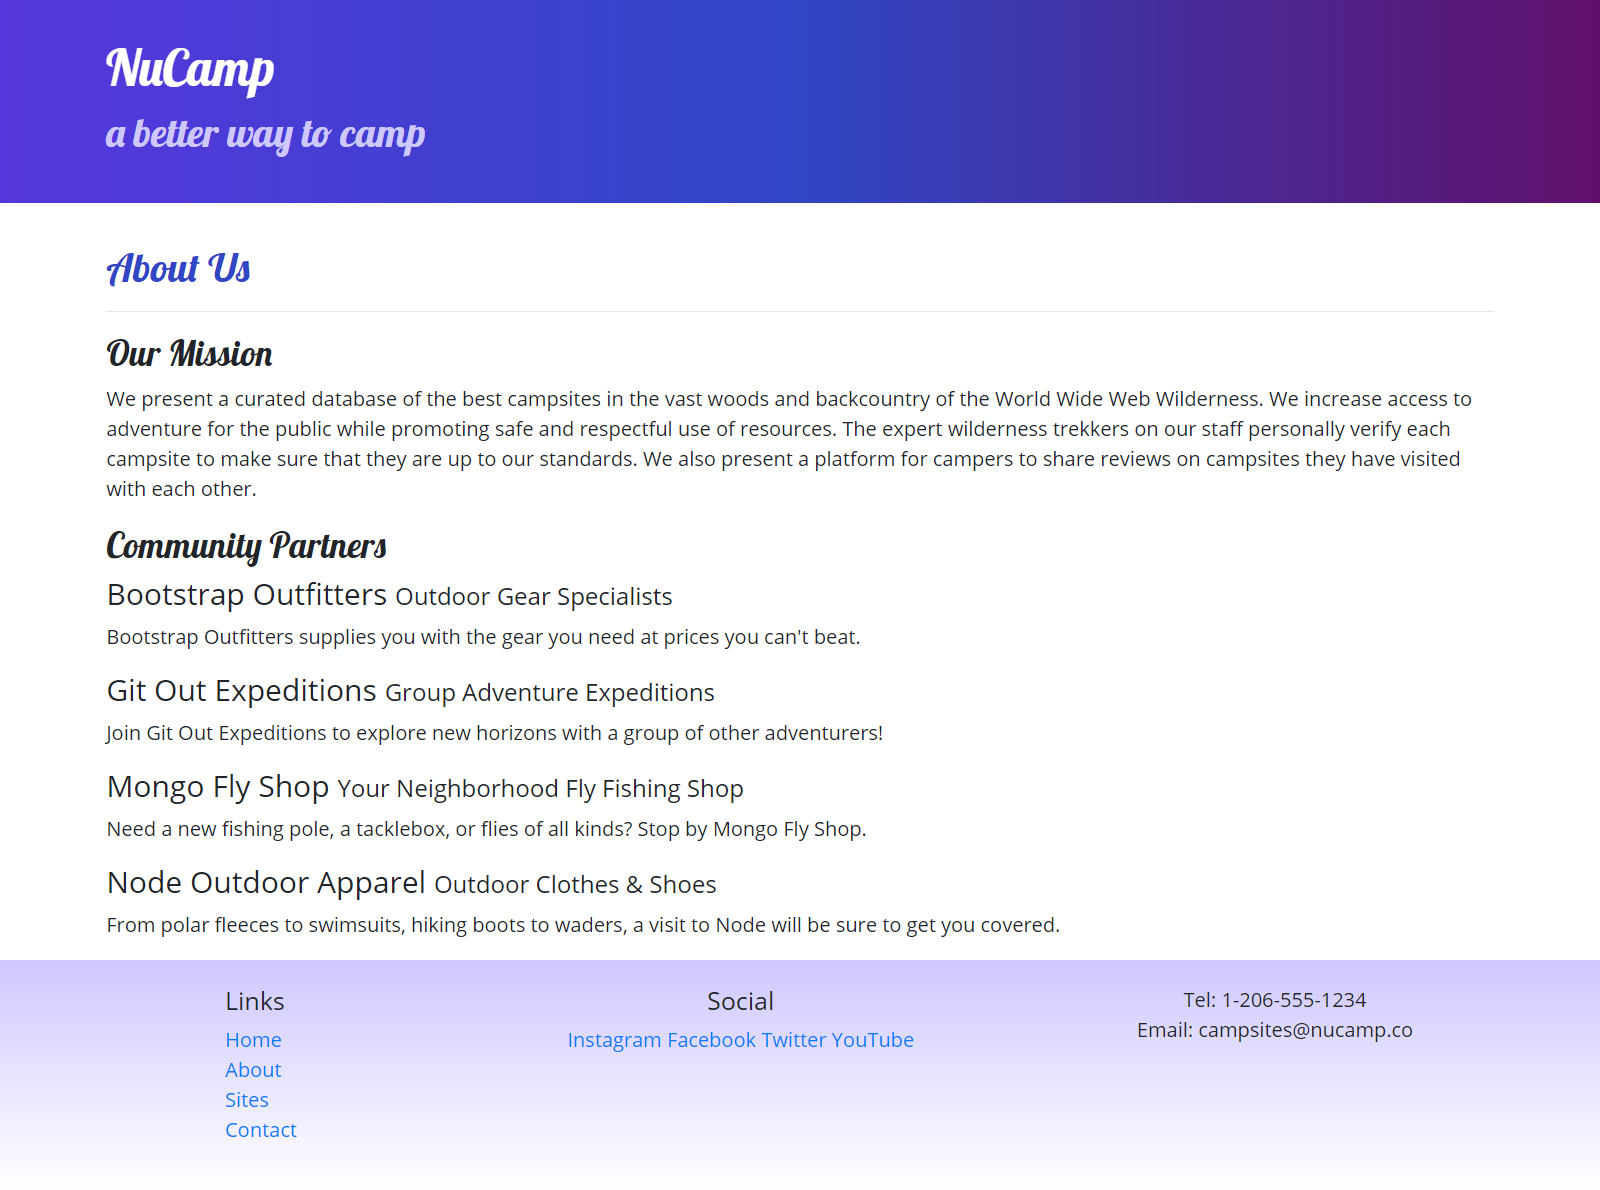 NuCamp
a better way to camp
About Us
Our Mission
We present a curated database of the best campsites in the vast woods and backcountry of the World Wide Web Wilderness. We increase access to
adventure for the public while promoting safe and respectful use of resources. The expert wilderness trekkers on our staff personally verify each
campsite to make sure that they are up to our standards. We also present a platform for campers to share reviews on campsites they have visited
with each other.
Community Partners
Bootstrap Outfitters Outdoor Gear Specialists
Bootstrap Outfitters supplies you with the gear you need at prices you can't beat.
Git Out Expeditions Group Adventure Expeditions
Join Git Out Expeditions to explore new horizons with a group of other adventurers!
Mongo Fly Shop Your Neighborhood Fly Fishing Shop
Need a new fishing pole, a tacklebox, or flies of all kinds? Stop by Mongo Fly Shop.
Node Outdoor Apparel Outdoor Clothes & Shoes
From polar fleeces to swimsuits, hiking boots to waders, a visit to Node will be sure to get you covered.
Links
Home
About
Sites
Contact
Social
Instagram Facebook Twitter YouTube
Tel: 1-206-555-1234
Email: campsites@nucamp.co